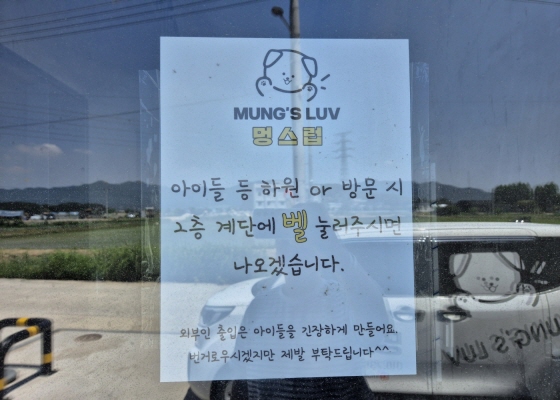 MUNG'S LUV
멍스럽
아이들 등하원 or 방문 시
2층 계단에 벨 눌러주시면
나오겠습니다.
외부인 출입은 아이들을 긴장하게 만들어요.
번거로우시겠지만 제발 부탁드립니다^^
MUNG'S LUV